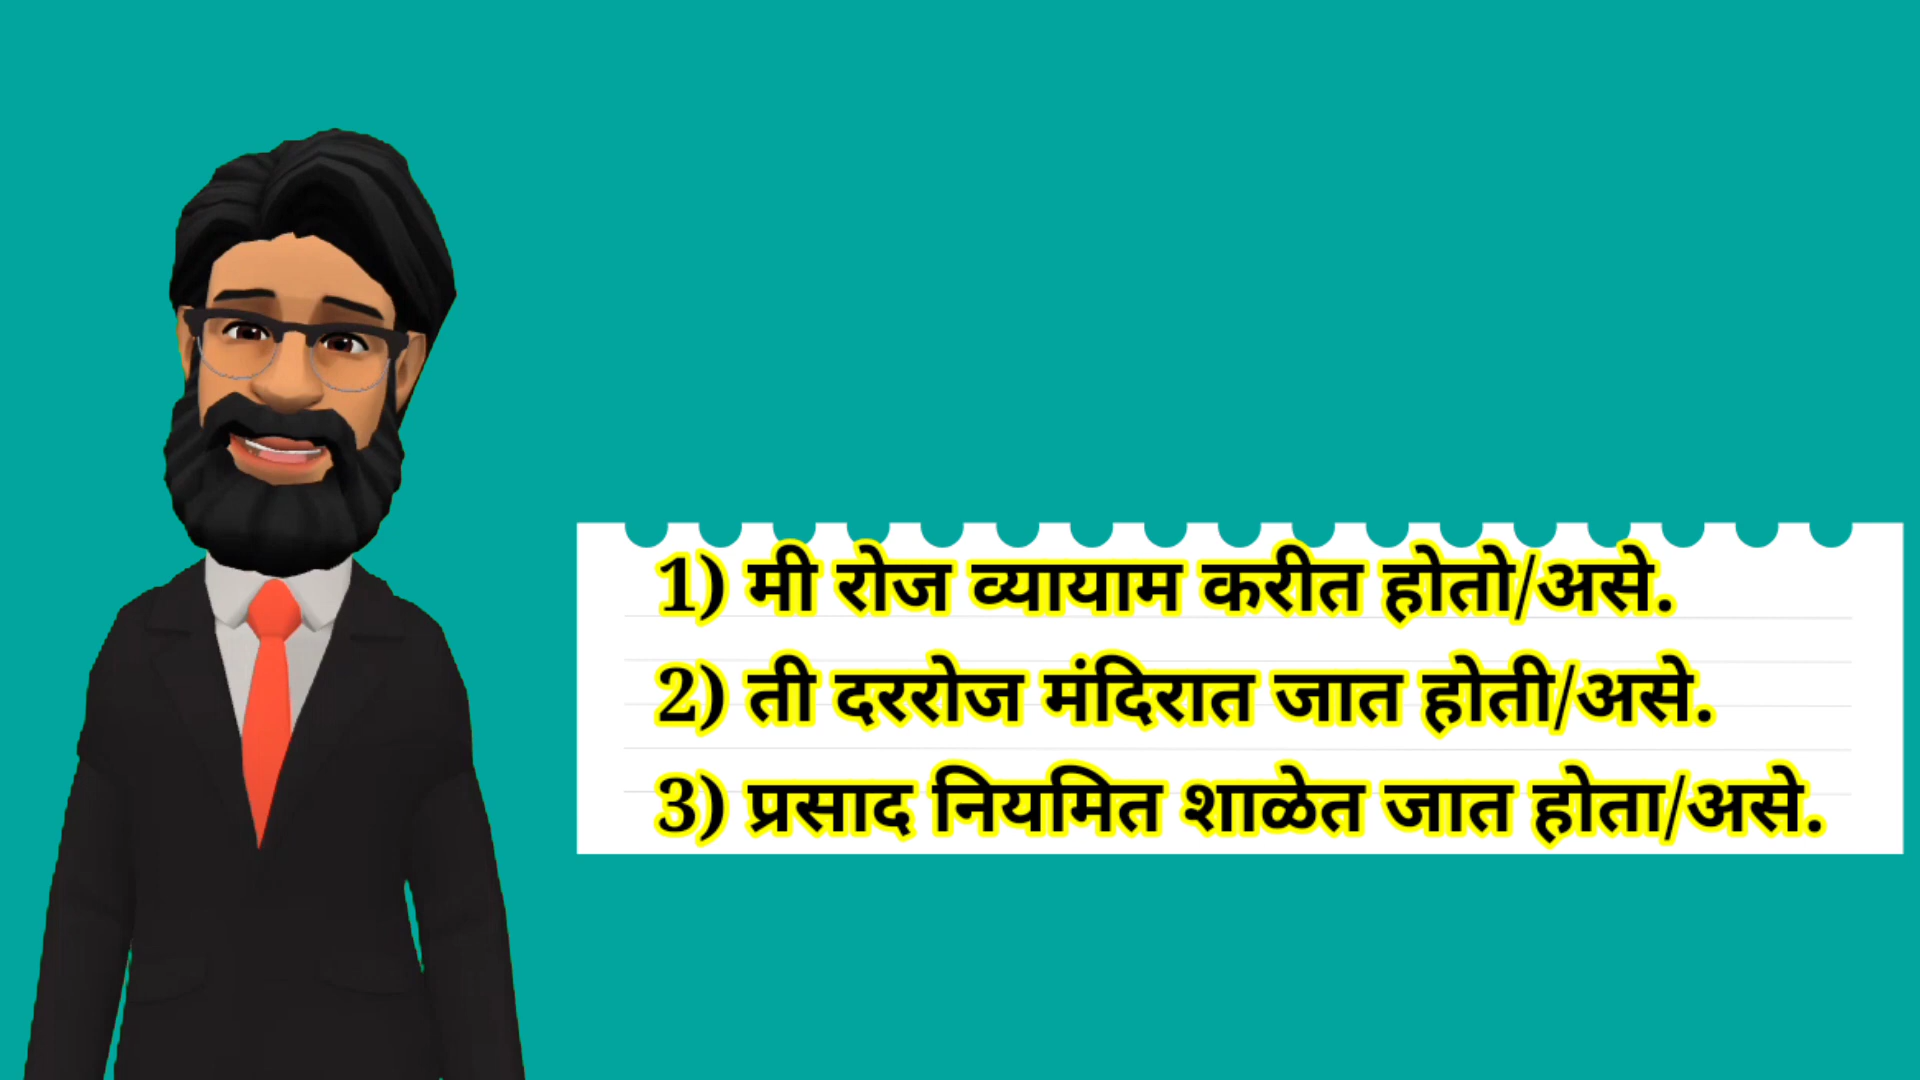 1) मी रोज व्यायाम करीत होतो/असे.
2) ती दररोज मंदिरात जात होती/असे.
3) प्रसाद नियमित शाळेत जात होता/असे.